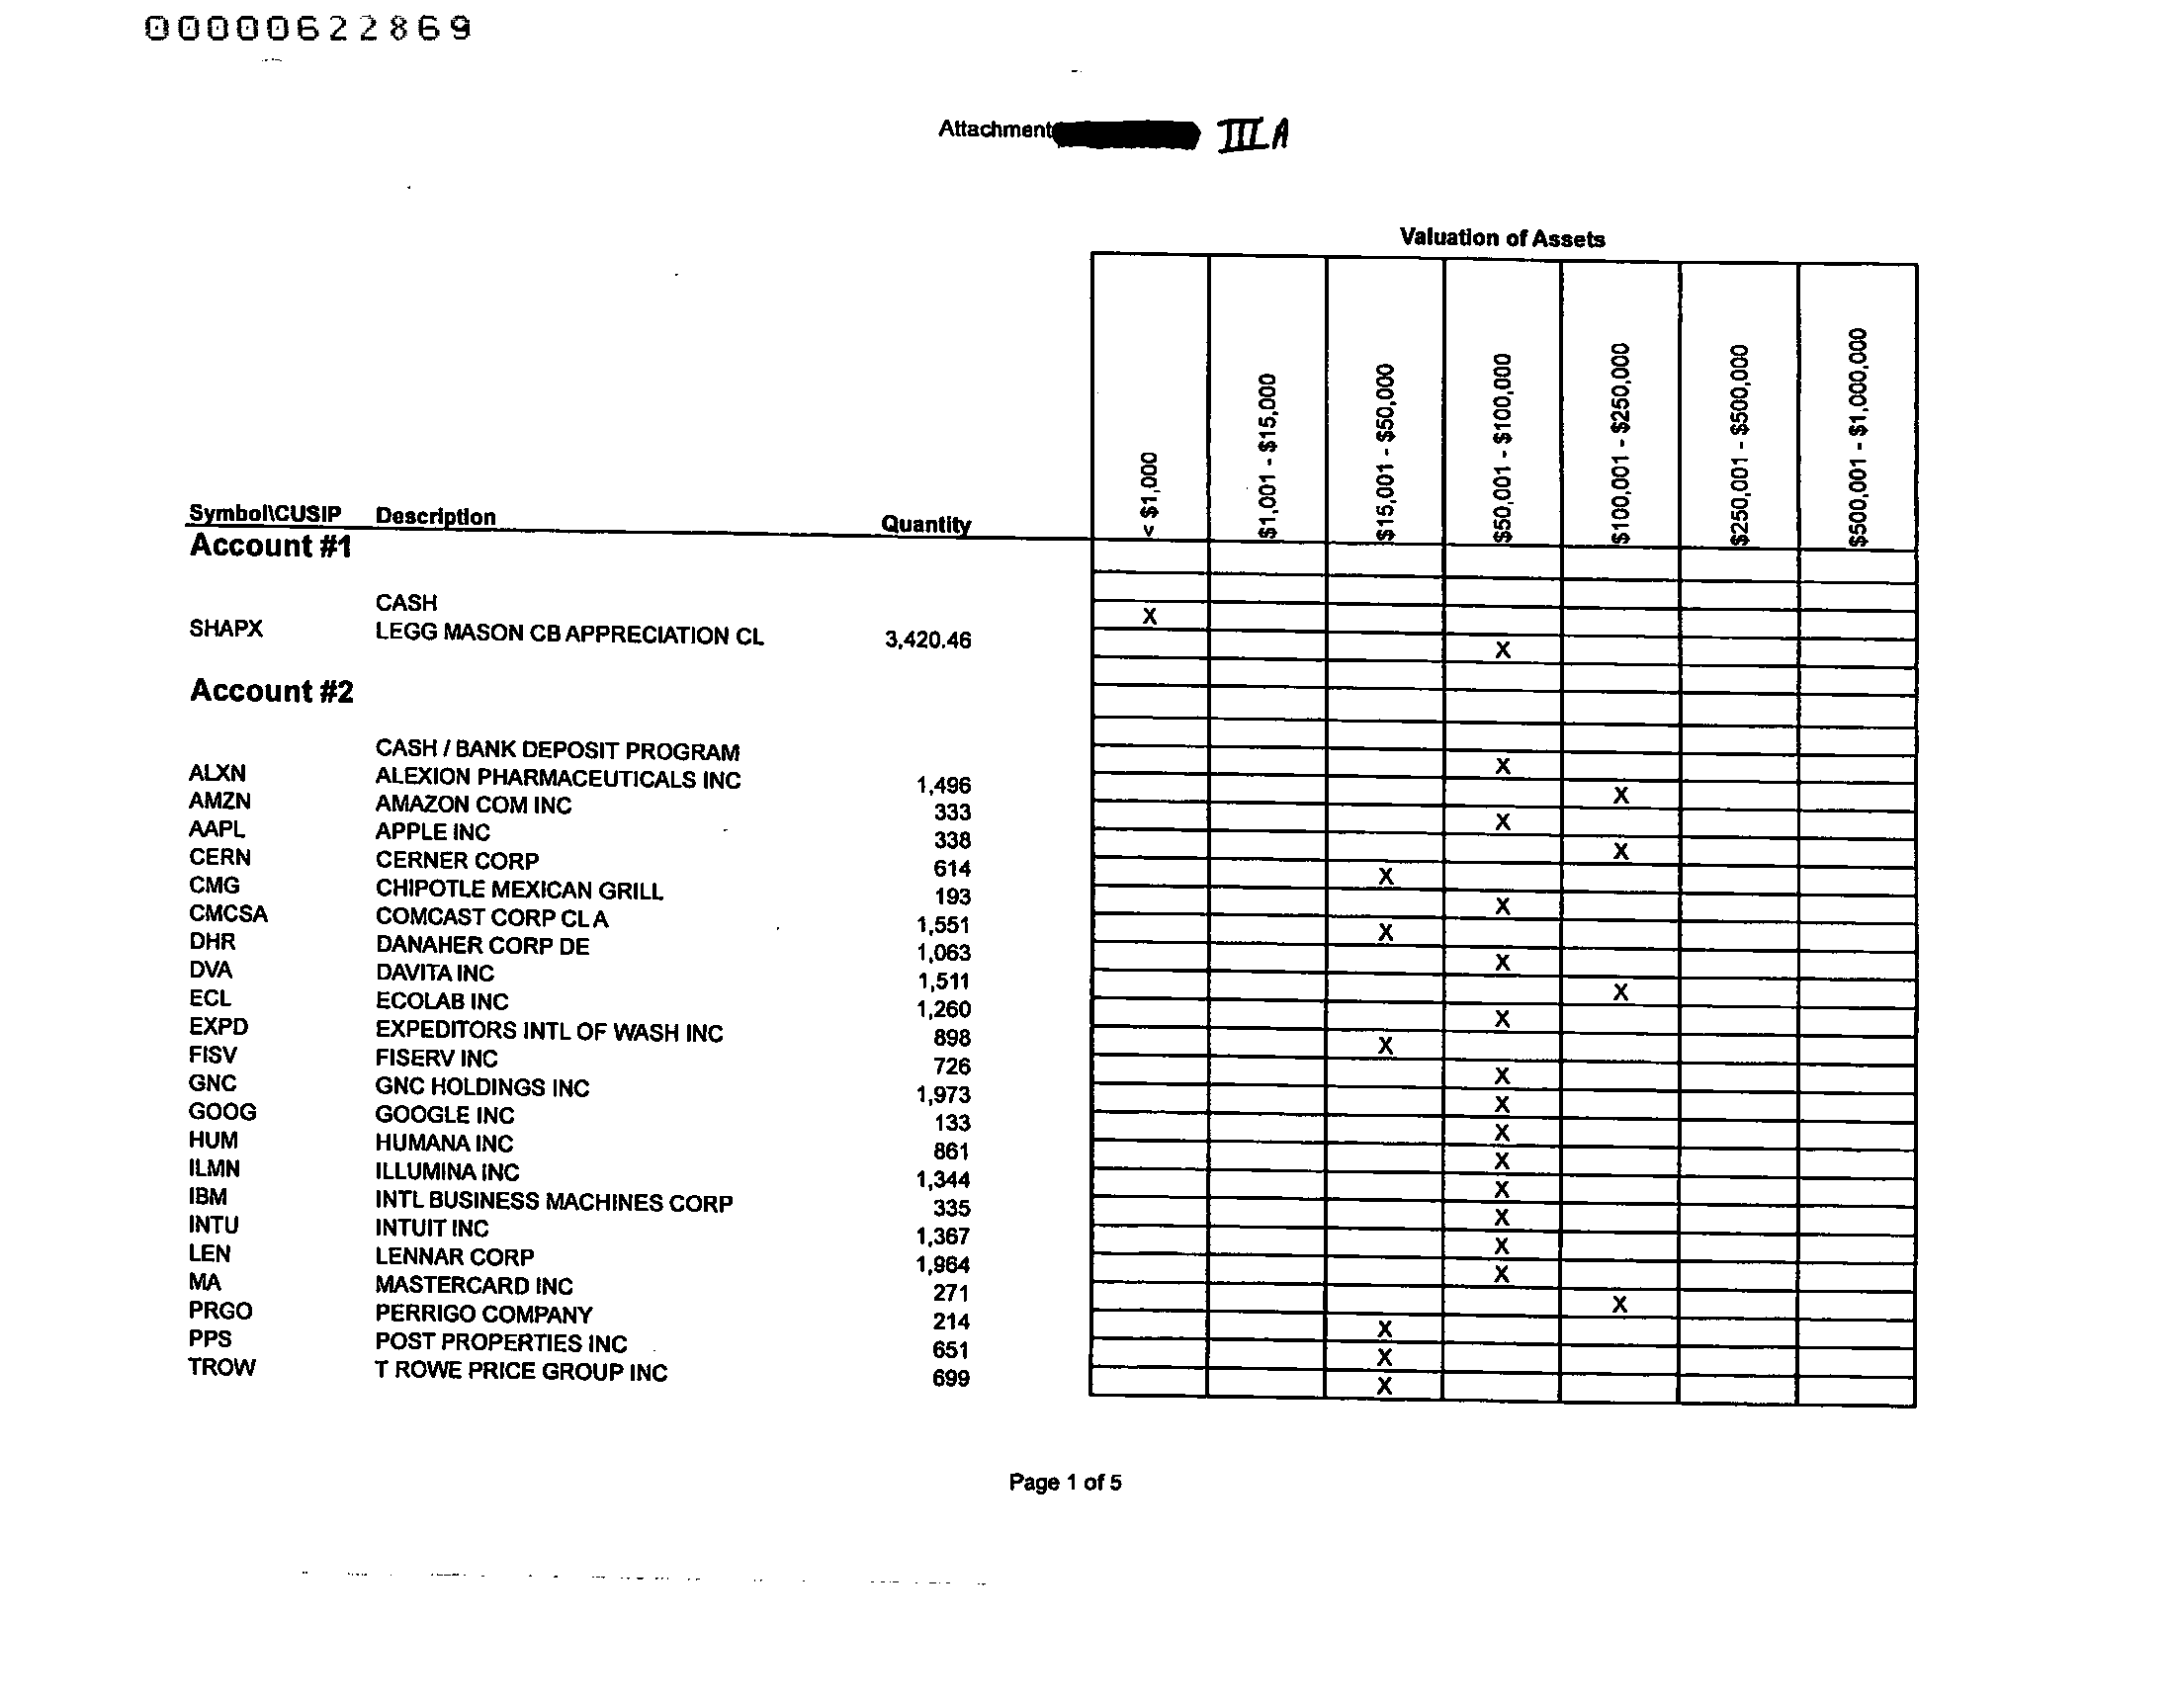 00000622869
Attachment IIIA
Valuation of Assets
Symbol\CUSIP Description Quantity < $1,000 $1,001 - $15,000 $15,001 - $50,000 $50,001 - $100,000 $100,001 - $250,000 $250,001 - $500,000 $500,001 - $1,000,000
Account #1
CASH X
SHAPX LEGG MASON CB APPRECIATION CL 3,420.46 X
Account #2
CASH / BANK DEPOSIT PROGRAM X
ALXN ALEXION PHARMACEUTICALS INC 1,496 X
AMZN AMAZON COM INC 333 X
AAPL APPLE INC 338 X
CERN CERNER CORP 614 X
CMG CHIPOTLE MEXICAN GRILL 193 X
CMCSA COMCAST CORP CL A 1,551 X
DHR DANAHER CORP DE 1,063 X
DVA DAVITA INC 1,511 X
ECL ECOLAB INC 1,260 X
EXPD EXPEDITORS INTL OF WASH INC 898 X
FISV FISERV INC 726 X
GNC GNC HOLDINGS INC 1,973 X
GOOG GOOGLE INC 133 X
HUM HUMANA INC 861 X
ILMN ILLUMINA INC 1,344 X
IBM INTL BUSINESS MACHINES CORP 335 X
INTU INTUIT INC 1,367 X
LEN LENNAR CORP 1,964 X
MA MASTERCARD INC 271 X
PRGO PERRIGO COMPANY 214 X
PPS POST PROPERTIES INC 651 X
TROW T ROWE PRICE GROUP INC 699 X
Page 1 of 5